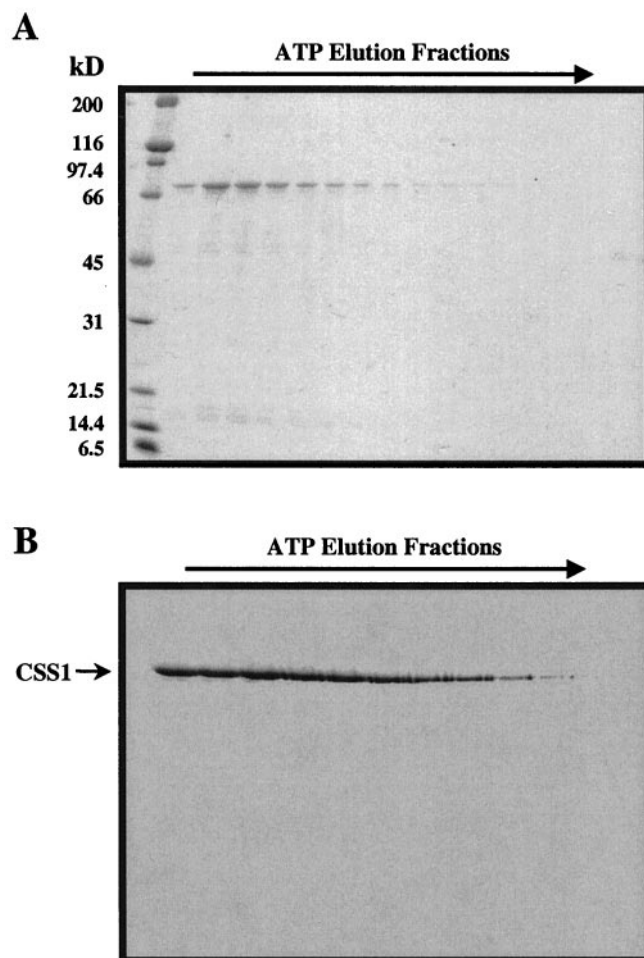 A
ATP Elution Fractions
kD
200
116
97.4
66
45
31
21.5
14.4
6.5
B
ATP Elution Fractions
CSS1